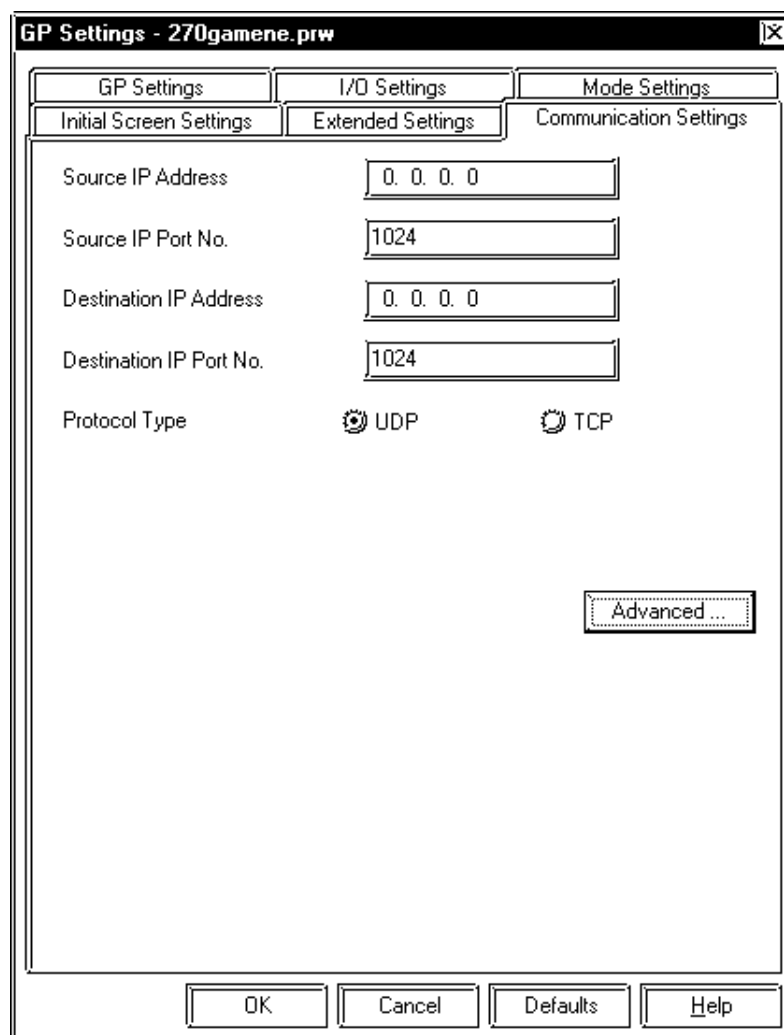 GP Settings - 270gamene.prw
GP Settings I/O Settings Mode Settings
Initial Screen Settings Extended Settings Communication Settings
Source IP Address 0. 0. 0. 0
Source IP Port No. 1024
Destination IP Address 0. 0. 0. 0
Destination IP Port No. 1024
Protocol Type UDP TCP
Advanced ...
OK Cancel Defaults Help